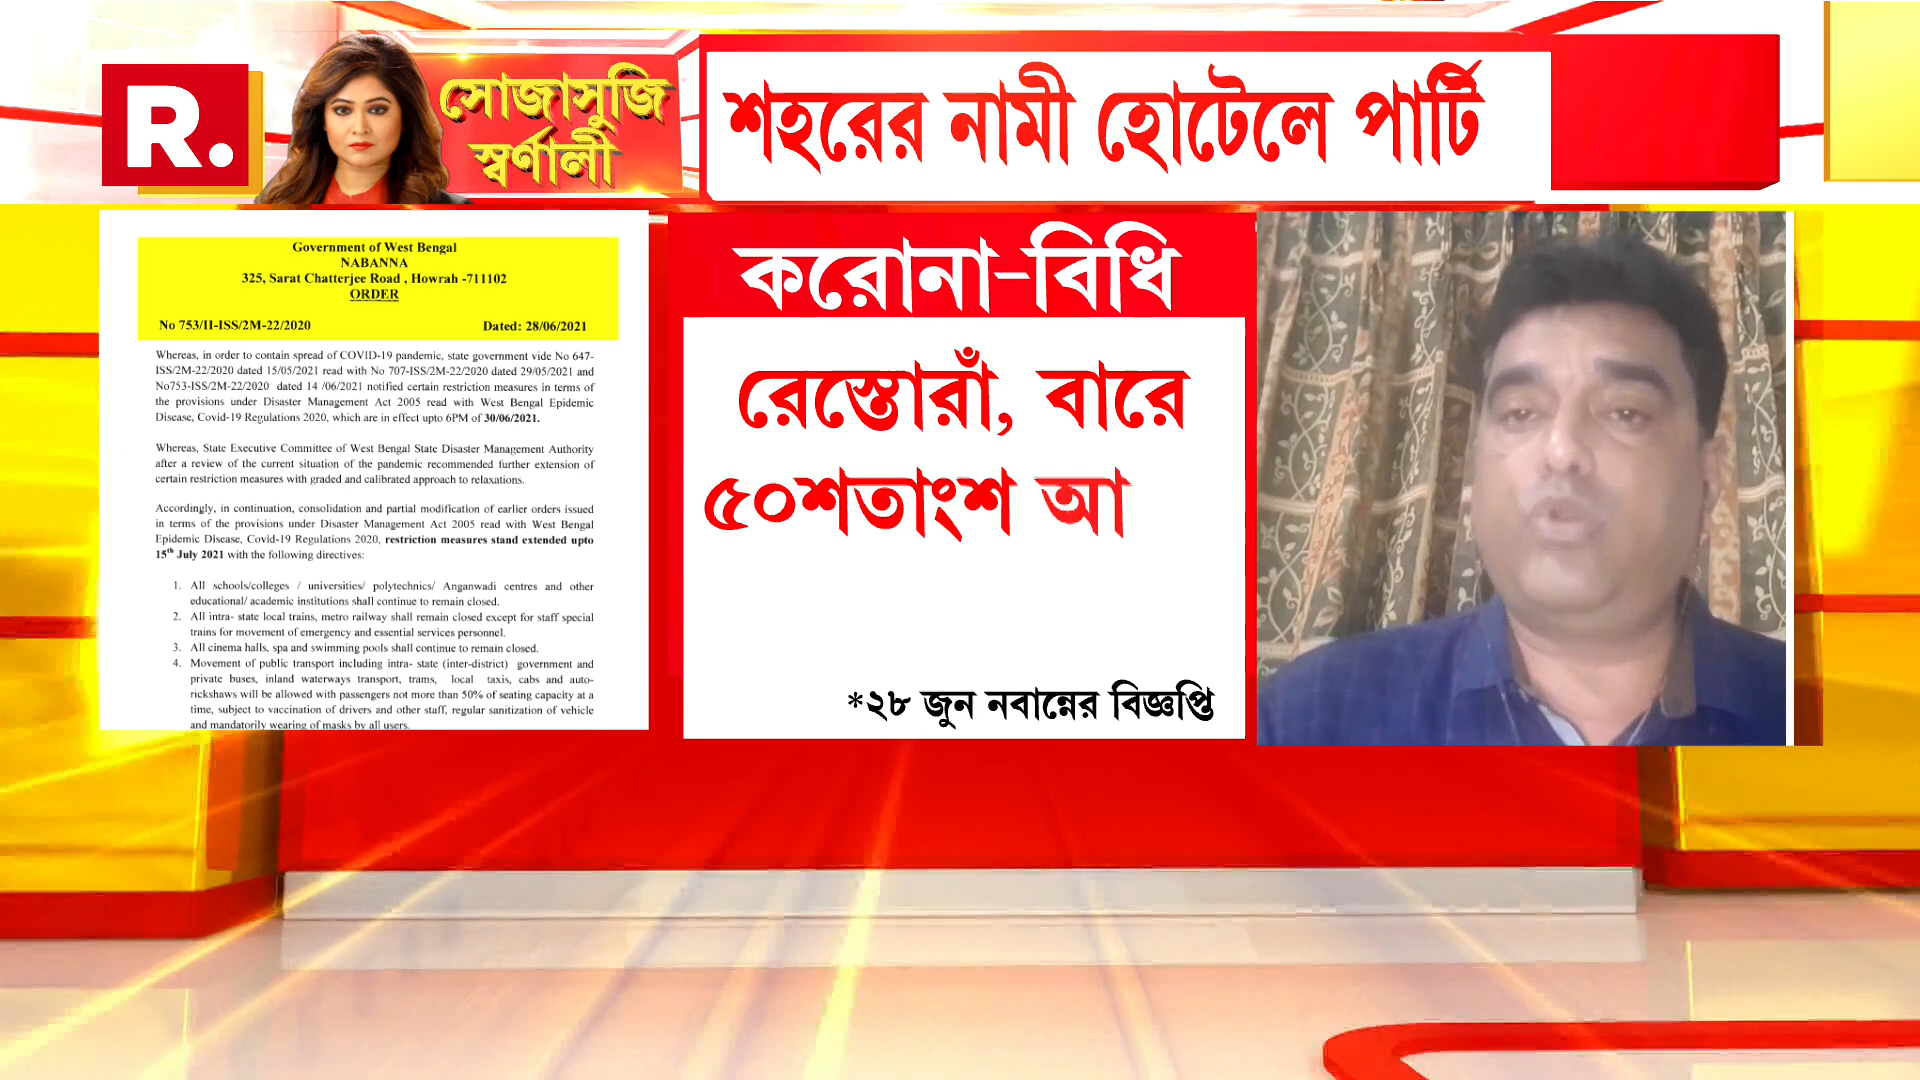 R.
সোজাসুজি
স্বর্ণালী
শহরের নামী হোটেলে পার্টি
Government of West Bengal
NABANNA
325, Sarat Chatterjee Road , Howrah -711102
ORDER
No 753/II-ISS/2M-22/2020 Dated: 28/06/2021
Whereas, in order to contain spread of COVID-19 pandemic, state government vide No 647-
ISS/2M-22/2020 dated 15/05/2021 read with No 707-ISS/2M-22/2020 dated 29/05/2021 and
No753-ISS/2M-22/2020 dated 14 /06/2021 notified certain restriction measures in terms of
the provisions under Disaster Management Act 2005 read with West Bengal Epidemic
Disease, Covid-19 Regulations 2020, which are in effect upto 6PM of 30/06/2021.
Whereas, State Executive Committee of West Bengal State Disaster Management Authority
after a review of the current situation of the pandemic recommended further extension of
certain restriction measures with graded and calibrated approach to relaxations.
Accordingly, in continuation, consolidation and partial modification of earlier orders issued
in terms of the provisions under Disaster Management Act 2005 read with West Bengal
Epidemic Disease, Covid-19 Regulations 2020, restriction measures stand extended upto
15th July 2021 with the following directives:
1. All schools/colleges / universities/ polytechnics/ Anganwadi centres and other
educational/ academic institutions shall continue to remain closed.
2. All intra- state local trains, metro railway shall remain closed except for staff special
trains for movement of emergency and essential services personnel.
3. All cinema halls, spa and swimming pools shall continue to remain closed.
4. Movement of public transport including intra- state (inter-district) government and
private buses, inland waterways transport, trams, local taxis, cabs and auto-
rickshaws will be allowed with passengers not more than 50% of seating capacity at a
time, subject to vaccination of drivers and other staff, regular sanitization of vehicle
and mandatorily wearing of masks by all users.
করোনা-বিধি
রেস্তোরাঁ, বারে
৫০শতাংশ আ
*২৮ জুন নবান্নের বিজ্ঞপ্তি